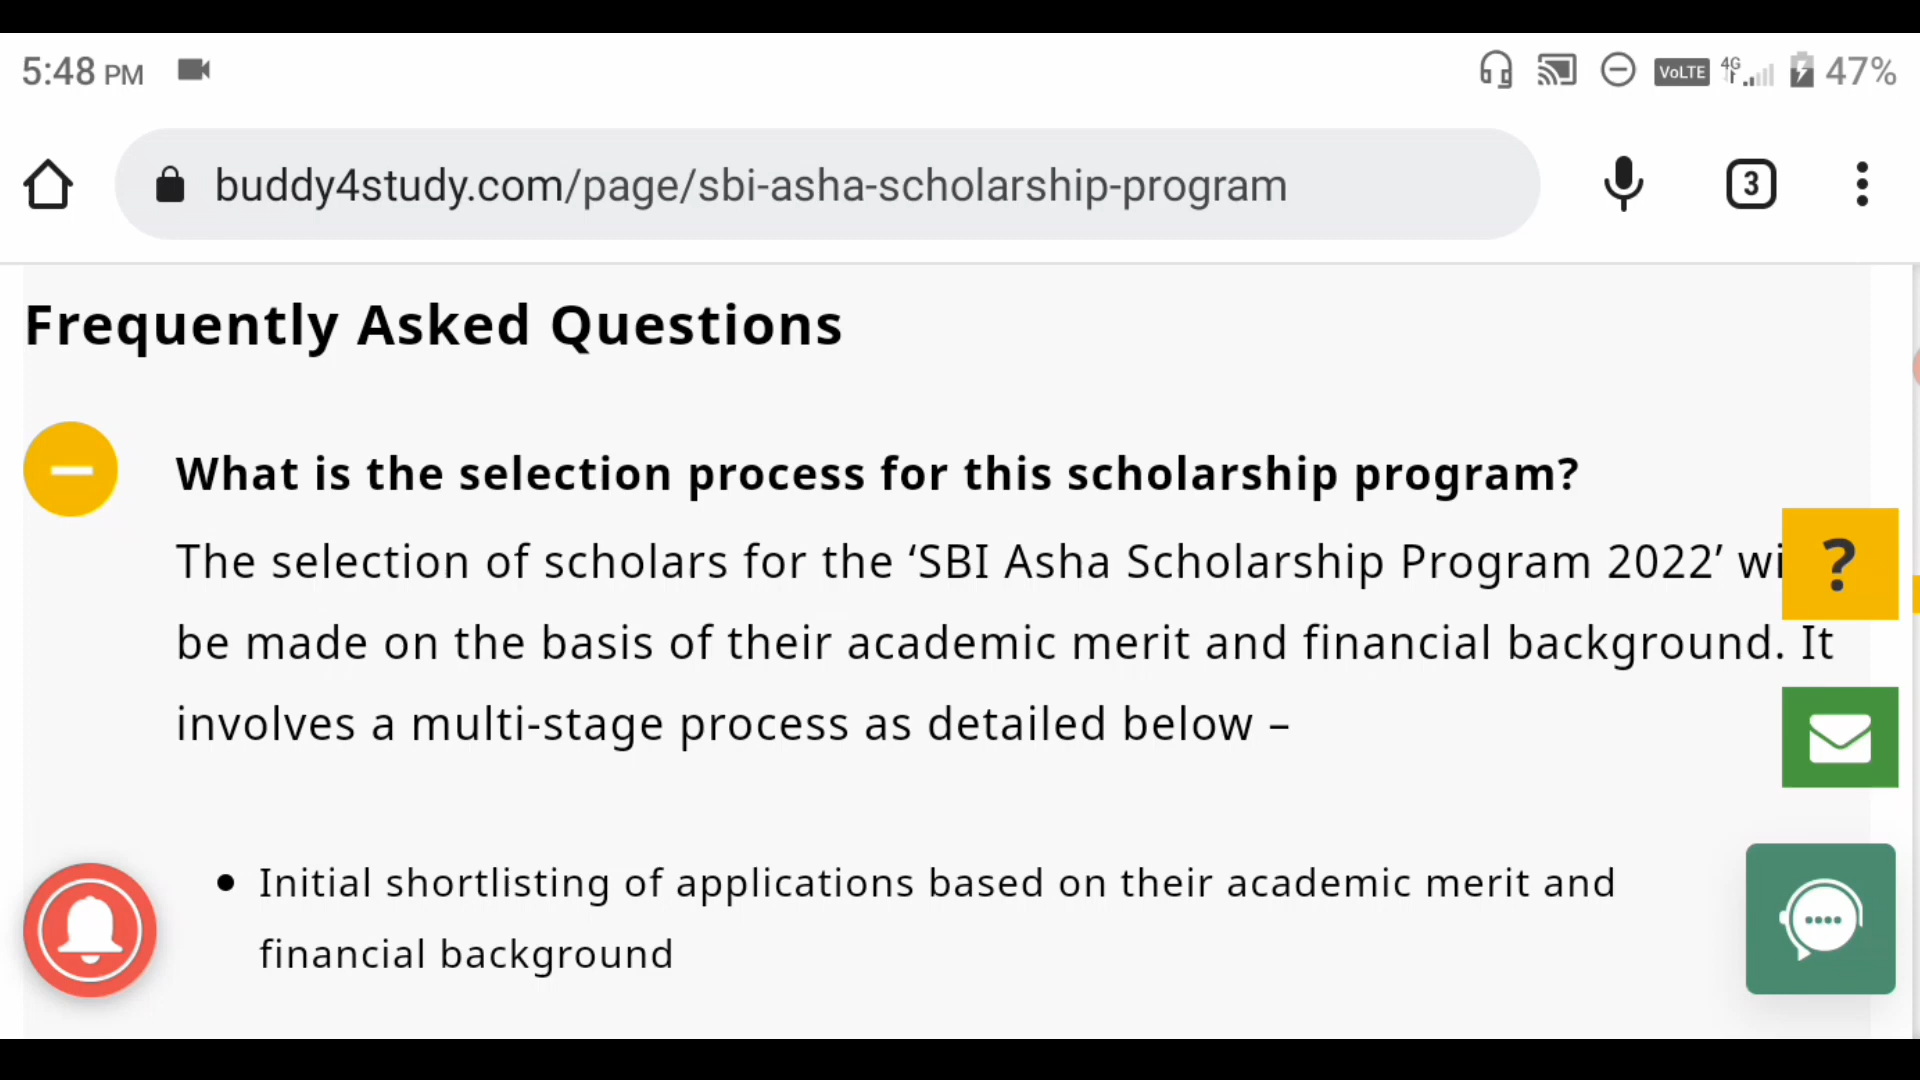 5:48 PM VoLTE 4G 47%
buddy4study.com/page/sbi-asha-scholarship-program 3
Frequently Asked Questions
What is the selection process for this scholarship program?
The selection of scholars for the ‘SBI Asha Scholarship Program 2022’ wi
?
be made on the basis of their academic merit and financial background. It
involves a multi-stage process as detailed below –
• Initial shortlisting of applications based on their academic merit and
financial background